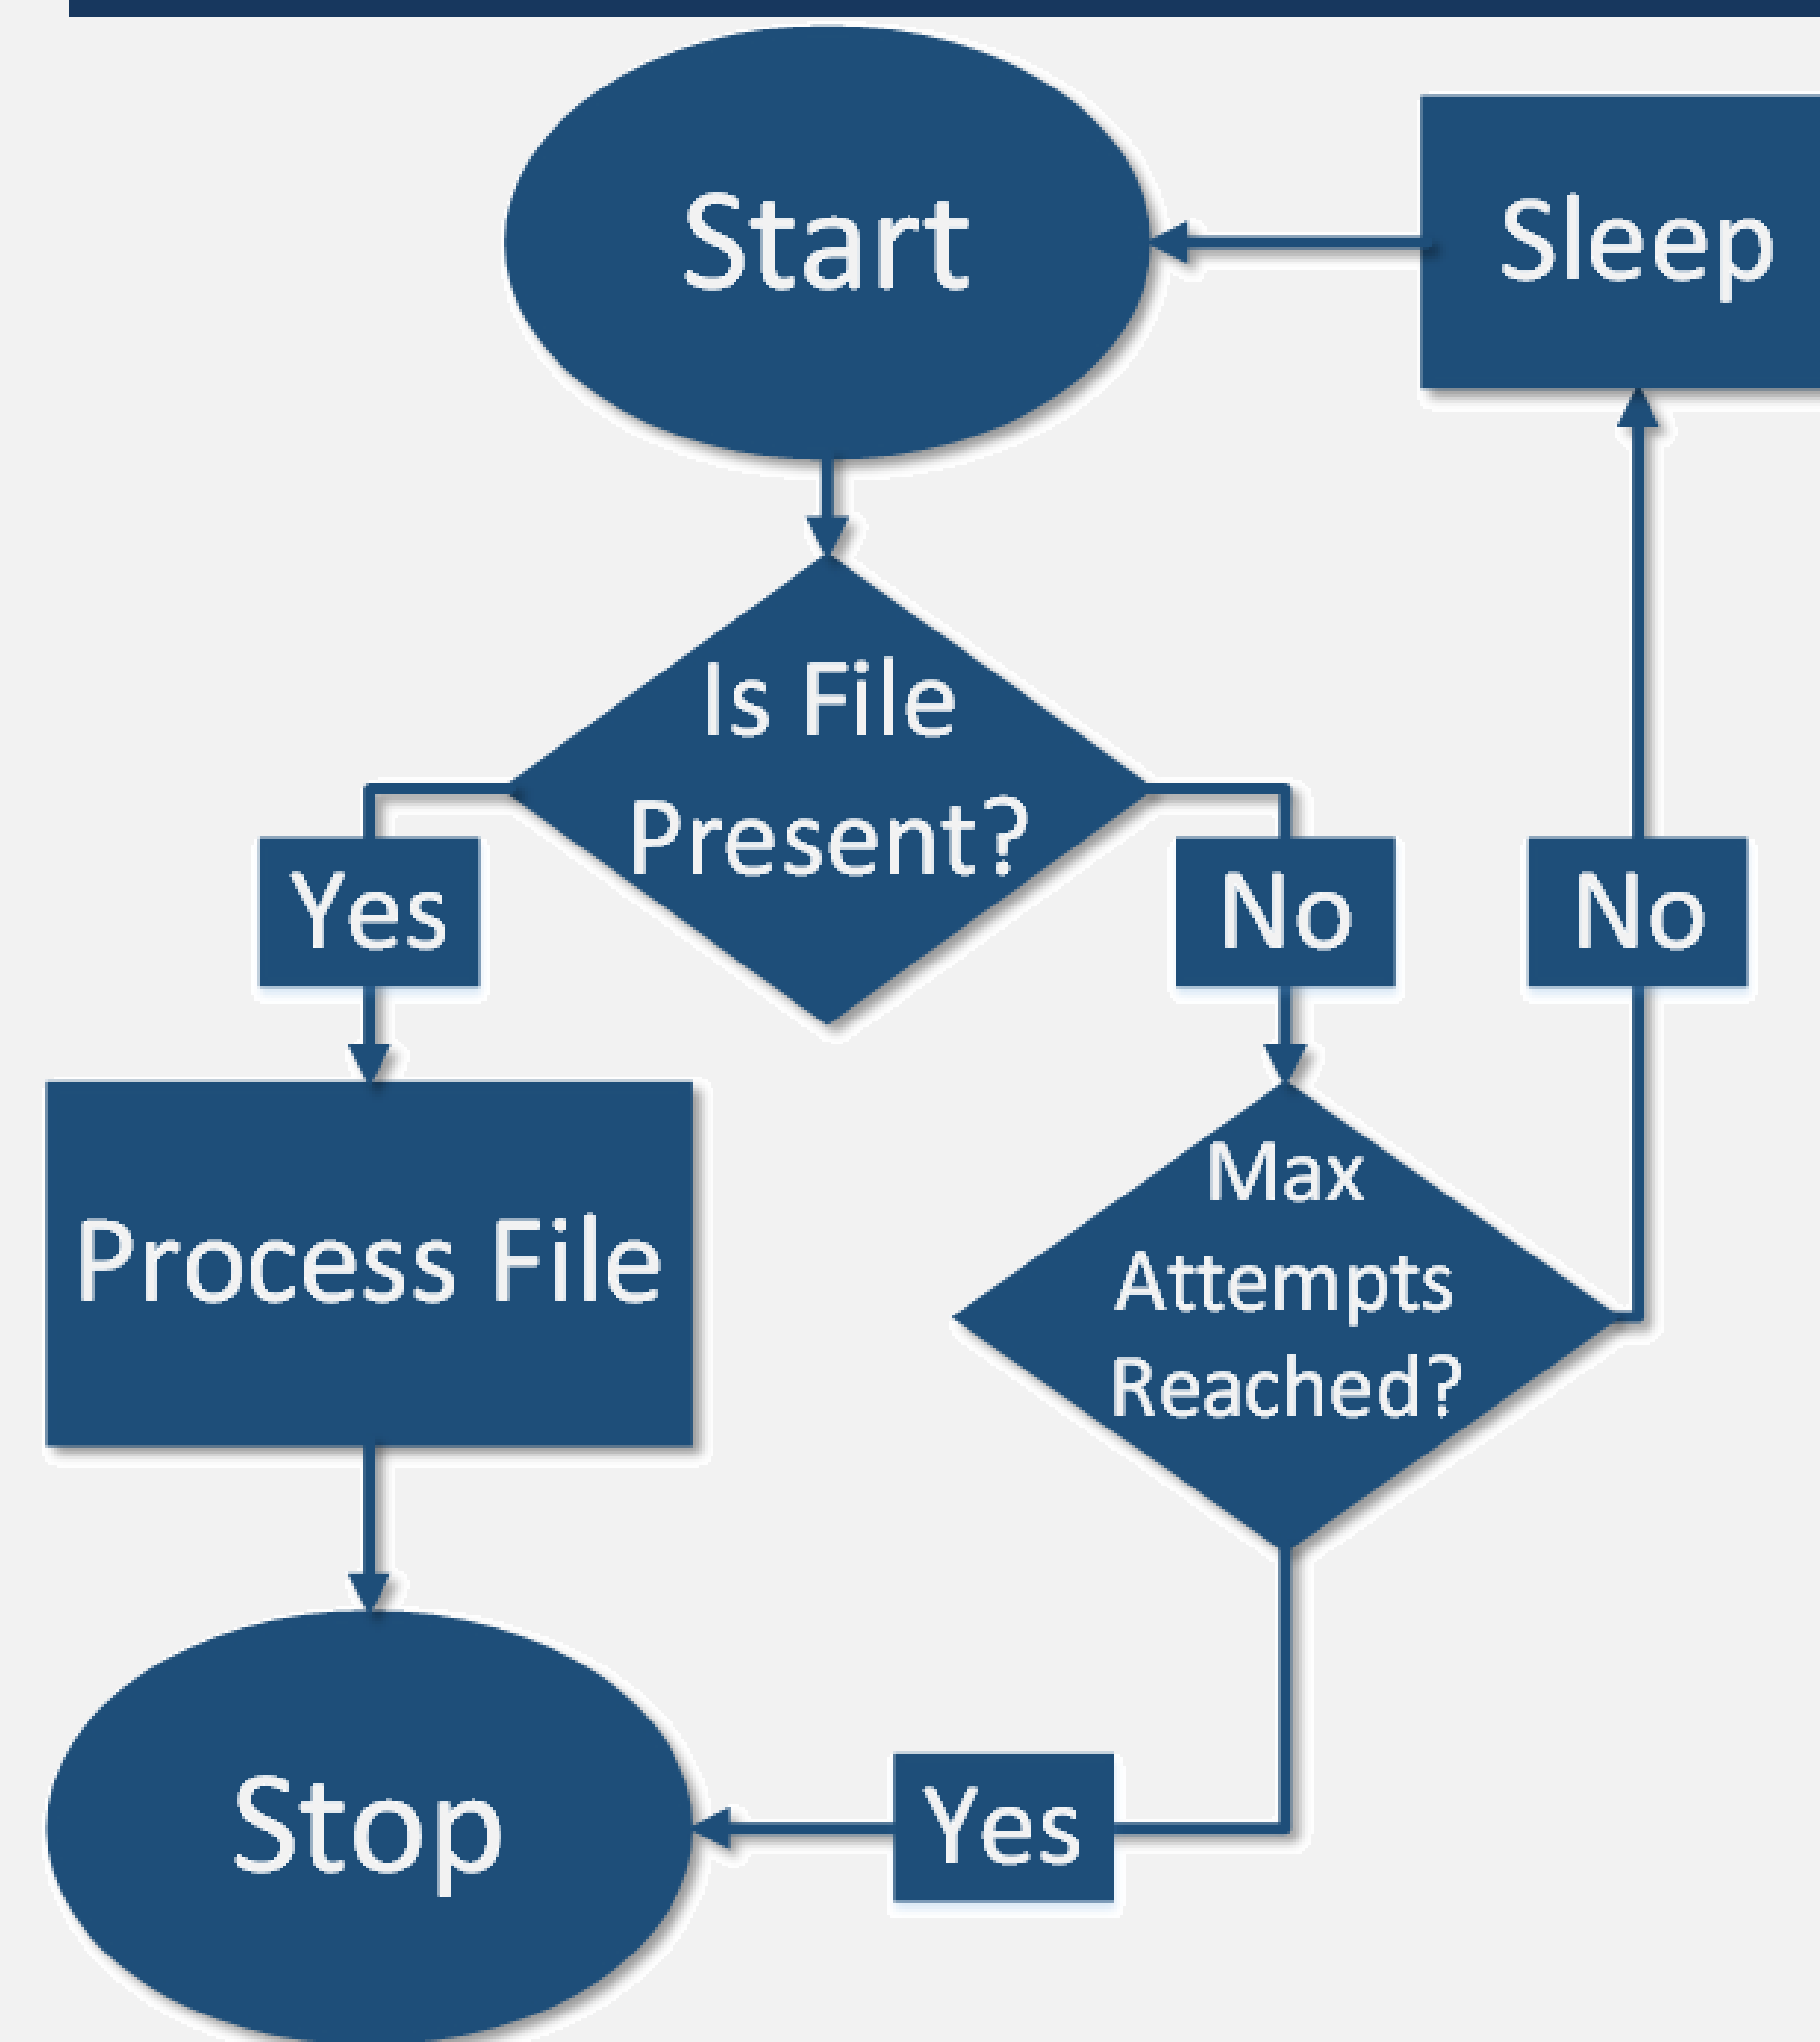 Start
Sleep
Is File
Present?
Yes
No
No
Process File
Max
Attempts
Reached?
Stop
Yes